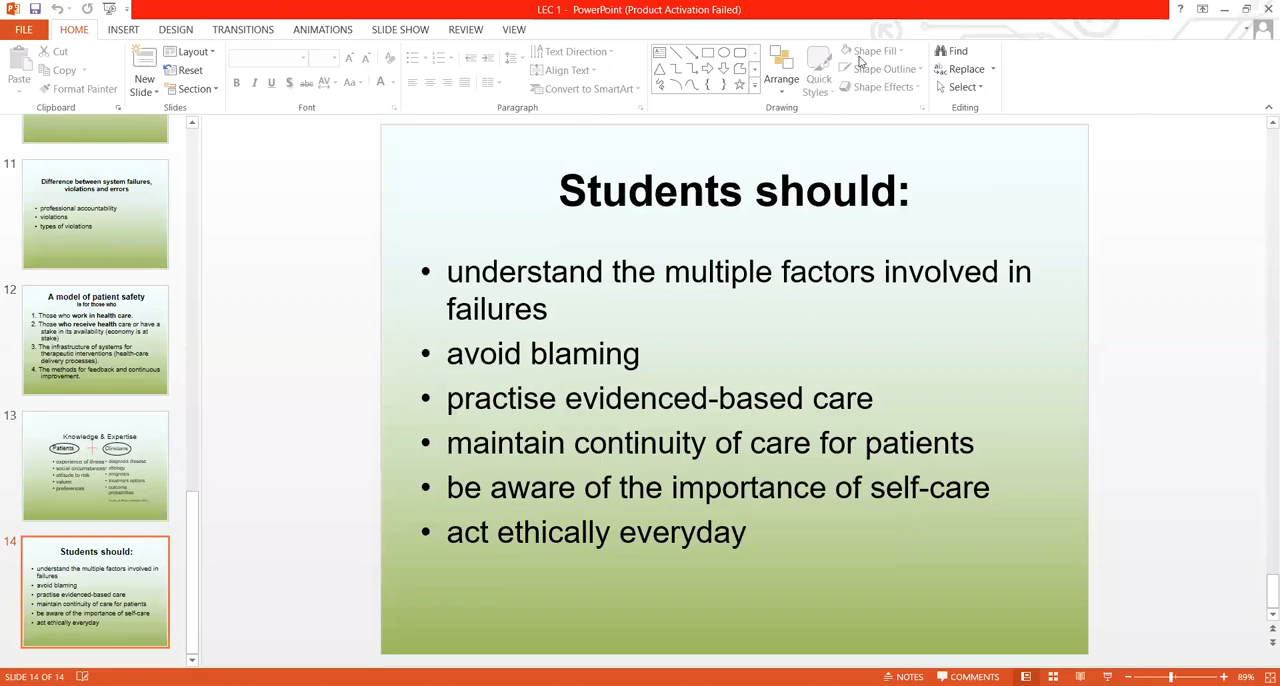 LEC 1 - PowerPoint (Product Activation Failed)
FILE HOME INSERT DESIGN TRANSITIONS ANIMATIONS SLIDE SHOW REVIEW VIEW
Paste
Cut
Copy
Format Painter
Clipboard
New
Slide
Layout
Reset
Section
Slides
B I U S abc AV Aa A
Font
Text Direction
Align Text
Convert to SmartArt
Paragraph
Arrange
Quick
Styles
Shape Fill
Shape Outline
Shape Effects
Drawing
Find
Replace
Select
Editing
11
Difference between system failures,
violations and errors
• professional accountability
• violations
• types of violations
12
A model of patient safety
is for those who
1. Those who work in health care.
2. Those who receive health care or have a
stake in its availability (economy is at
stake)
3. The infrastructure of systems for
therapeutic interventions (health-care
delivery processes).
4. The methods for feedback and continuous
improvement.
13
Knowledge & Expertise
Patients + Clinicians
• experience of illness
• social circumstances
• attitude to risk
• values
• preferences
• diagnosis disease
• etiology
• prognosis
• treatment options
• outcome
probabilities
14
Students should:
• understand the multiple factors involved in
failures
• avoid blaming
• practise evidenced-based care
• maintain continuity of care for patients
• be aware of the importance of self-care
• act ethically everyday
Students should:
• understand the multiple factors involved in
failures
• avoid blaming
• practise evidenced-based care
• maintain continuity of care for patients
• be aware of the importance of self-care
• act ethically everyday
SLIDE 14 OF 14
NOTES COMMENTS 89%